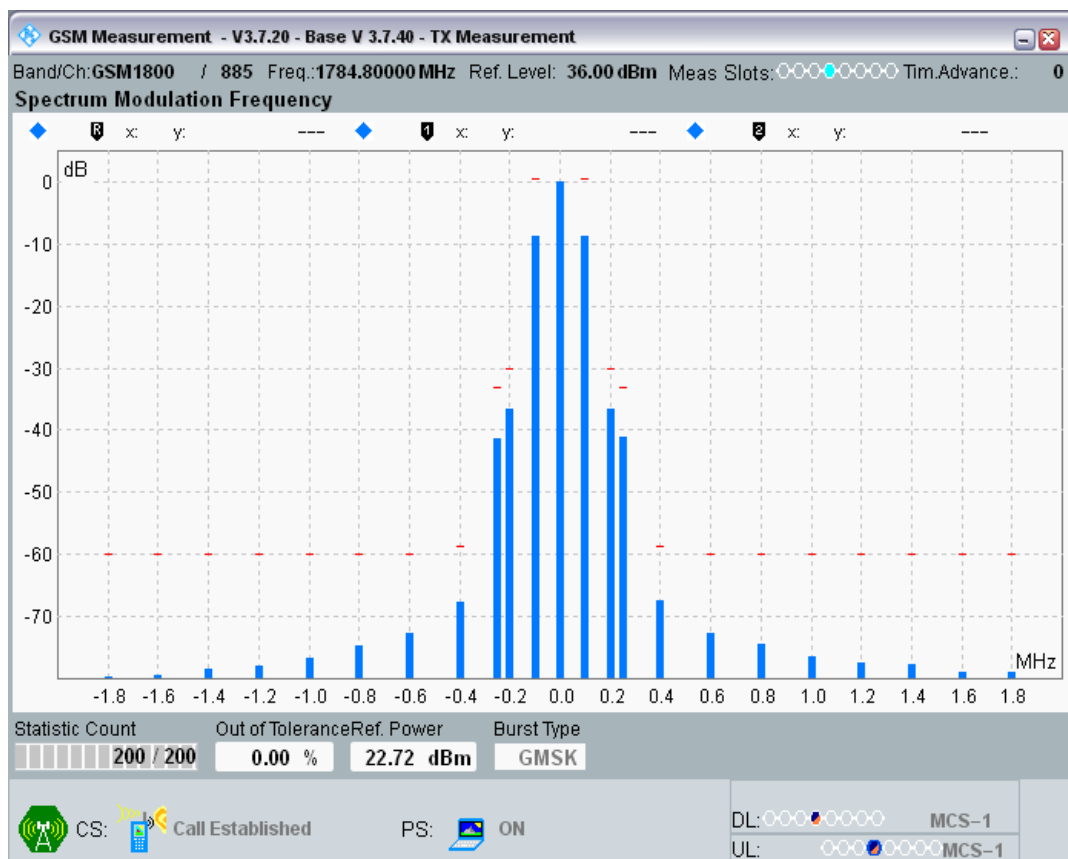 GSM Measurement - V3.7.20 - Base V 3.7.40 - TX Measurement
Band/Ch:GSM1800 / 885 Freq.:1784.80000 MHz Ref. Level: 36.00 dBm Meas Slots: Tim.Advance.: 0
Spectrum Modulation Frequency
R x: y: --- 1 x: y: --- 2 x: y: ---
dB
0
-10
-20
-30
-40
-50
-60
-70
MHz
-1.8 -1.6 -1.4 -1.2 -1.0 -0.8 -0.6 -0.4 -0.2 0.0 0.2 0.4 0.6 0.8 1.0 1.2 1.4 1.6 1.8
Statistic Count Out of Tolerance Ref. Power Burst Type
200 / 200 0.00 % 22.72 dBm GMSK
CS: Call Established PS: ON DL: MCS-1
UL: MCS-1